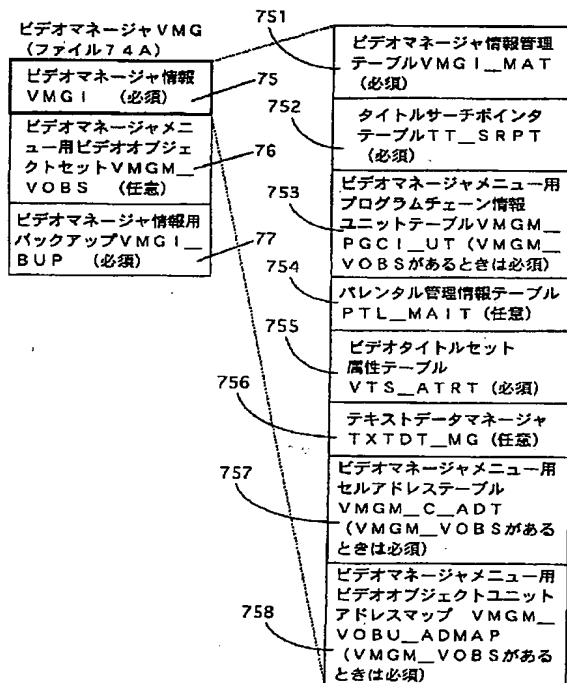 ビデオマネージャVMG
(ファイル74A)
ビデオマネージャ情報
VMGI (必須)
75
ビデオマネージャメニ
ュー用ビデオオブジェ
クトセットVMGM__
VOBS (任意)
76
ビデオマネージャ情報用
バックアップVMGI__
BUP (必須)
77
751
ビデオマネージャ情報管理
テーブルVMGI__MAT
(必須)
752
タイトルサーチポインタ
テーブルTT__SRPT
(必須)
753
ビデオマネージャメニュー用
プログラムチェーン情報
ユニットテーブルVMGM__
PGCI__UT (VMGM__
VOBSがあるときは必須)
754
パレンタル管理情報テーブル
PTL__MAIT (任意)
755
ビデオタイトルセット
属性テーブル
VTS__ATRT (必須)
756
テキストデータマネージャ
TXTDT__MG (任意)
757
ビデオマネージャメニュー用
セルアドレステーブル
VMGM__C__ADT
(VMGM__VOBSがある
ときは必須)
758
ビデオマネージャメニュー用
ビデオオブジェクトユニット
アドレスマップ VMGM__
VOBU__ADMAP
(VMGM__VOBSがある
ときは必須)